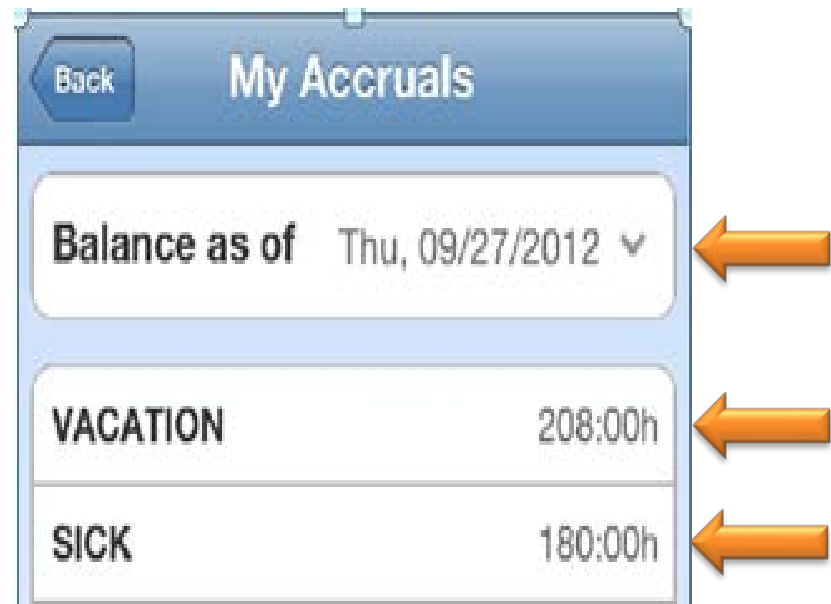 Back My Accruals
Balance as of Thu, 09/27/2012
VACATION 208:00h
SICK 180:00h